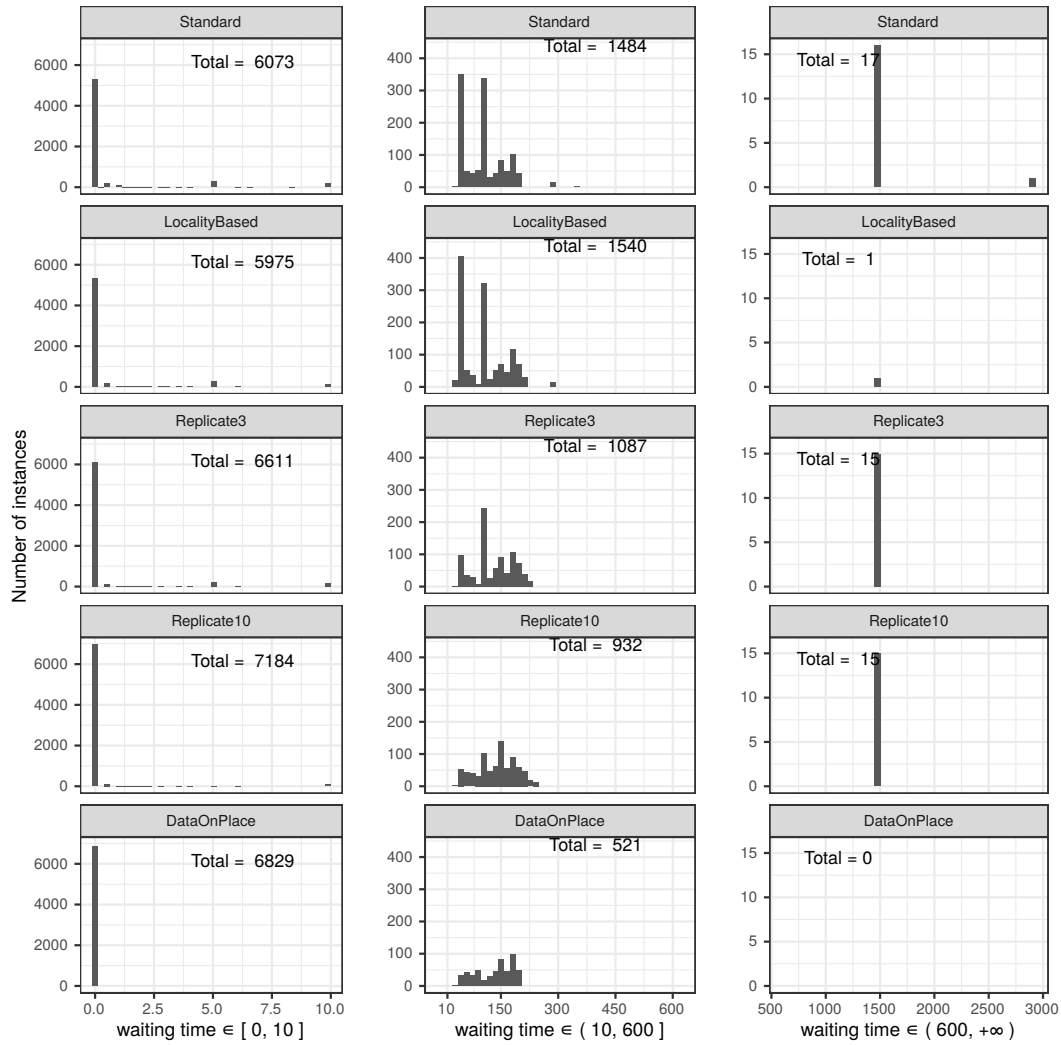 Standard
Standard
Standard
Total = 6073
Total = 1484
Total = 17
6000
4000
2000
0
400
300
200
100
0
15
10
5
0
LocalityBased
LocalityBased
LocalityBased
Total = 5975
Total = 1540
Total = 1
6000
4000
2000
0
400
300
200
100
0
15
10
5
0
Replicate3
Replicate3
Replicate3
Total = 6611
Total = 1087
Total = 15
6000
4000
2000
0
400
300
200
100
0
15
10
5
0
Number of instances
Replicate10
Replicate10
Replicate10
Total = 7184
Total = 932
Total = 15
6000
4000
2000
0
400
300
200
100
0
15
10
5
0
DataOnPlace
DataOnPlace
DataOnPlace
Total = 6829
Total = 521
Total = 0
6000
4000
2000
0
400
300
200
100
0
15
10
5
0
0.0 2.5 5.0 7.5 10.0
10 150 300 450 600
500 1000 1500 2000 2500 3000
waiting time ∈ [ 0, 10 ]
waiting time ∈ ( 10, 600 ]
waiting time ∈ ( 600, +∞ )